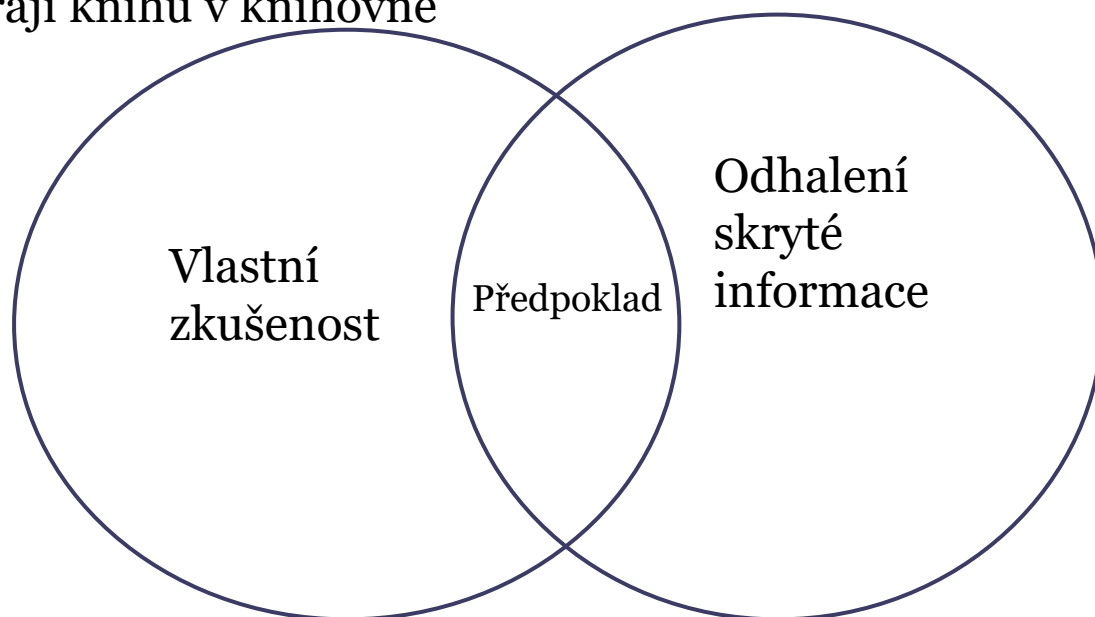 knihu v knihovně
Vlastní
zkušenost
Předpoklad
Odhalení
skryté
informace